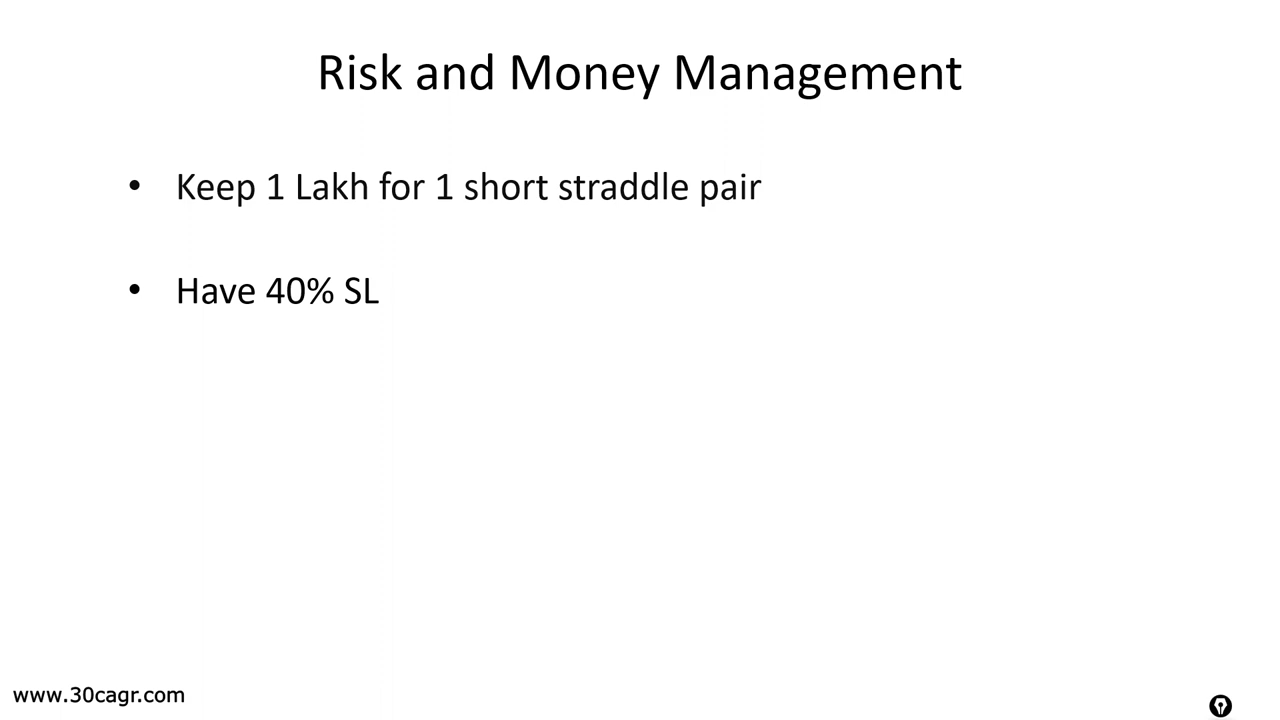 Risk and Money Management
• Keep 1 Lakh for 1 short straddle pair
• Have 40% SL
www.30cagr.com